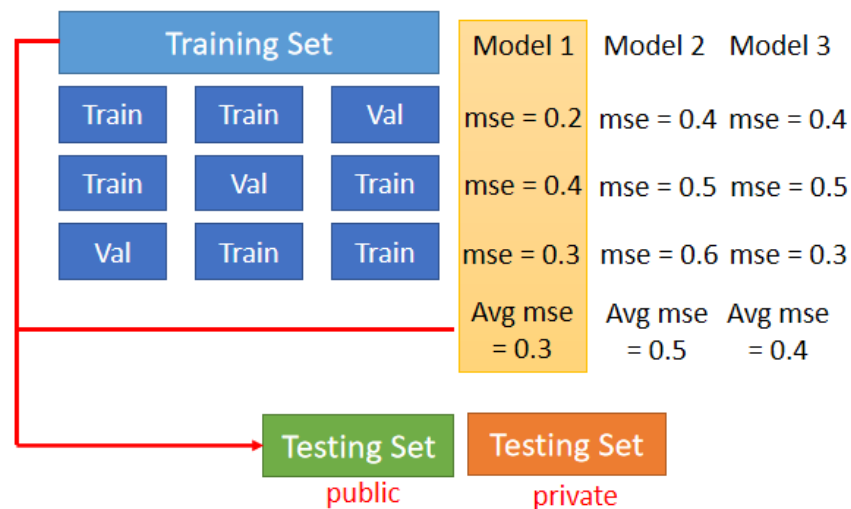 Training Set
Model 1 Model 2 Model 3
Train Train Val
mse = 0.2 mse = 0.4 mse = 0.4
Train Val Train
mse = 0.4 mse = 0.5 mse = 0.5
Val Train Train
mse = 0.3 mse = 0.6 mse = 0.3
Avg mse
= 0.3
Avg mse
= 0.5
Avg mse
= 0.4
Testing Set
public
Testing Set
private